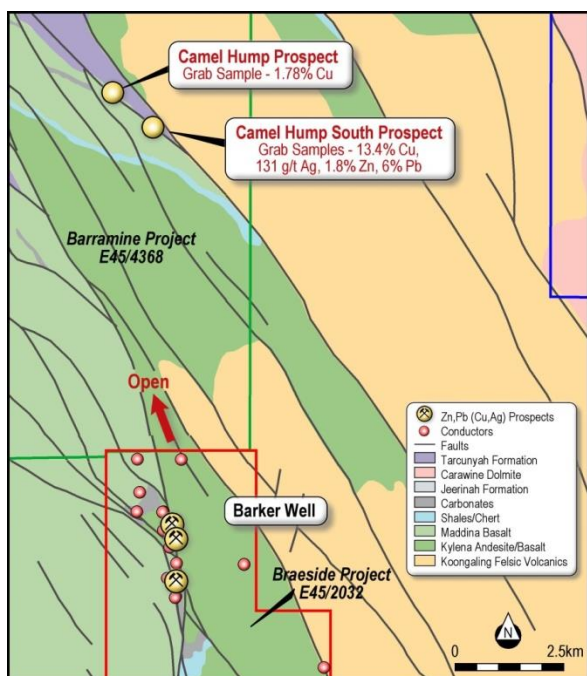 Camel Hump Prospect
Grab Sample - 1.78% Cu
Camel Hump South Prospect
Grab Samples - 13.4% Cu,
131 g/t Ag, 1.8% Zn, 6% Pb
Barramine Project
E45/4368
Open
Barker Well
Braeside Project
E45/2032
Zn,Pb (Cu,Ag) Prospects
Conductors
Faults
Tarcunyah Formation
Carawine Dolmite
Jeerinah Formation
Carbonates
Shales/Chert
Maddina Basalt
Kylena Andesite/Basalt
Koongaling Felsic Volcanics
N
0 2.5km